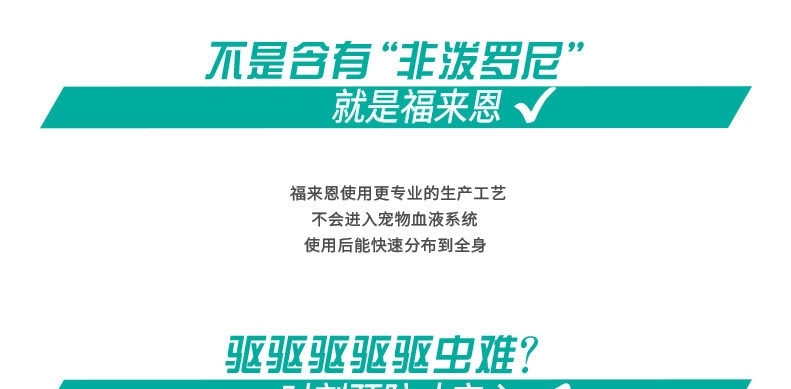 不是含有“非泼罗尼”
就是福来恩
福来恩使用更专业的生产工艺
不会进入宠物血液系统
使用后能快速分布到全身
驱驱驱驱驱虫难?